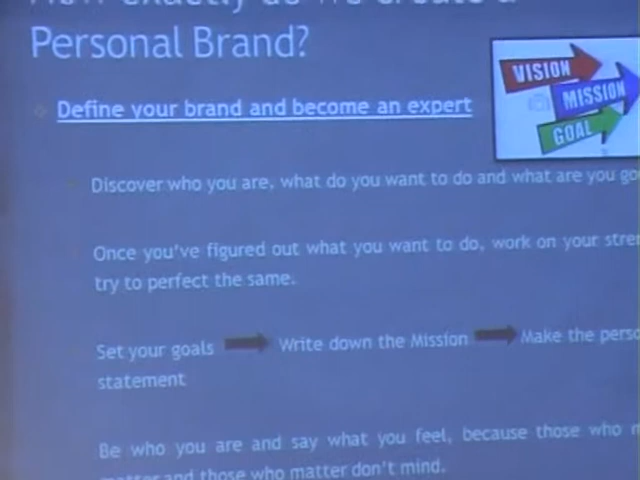 Personal Brand?
Define your brand and become an expert
VISION
MISSION
GOAL
Discover who you are, what do you want to do and what are you
Once you've figured out what you want to do, work on your
try to perfect the same.
Set your goals Write down the Mission Make the
statement
Be who you are and say what you feel, because those who
and those who matter don't mind.